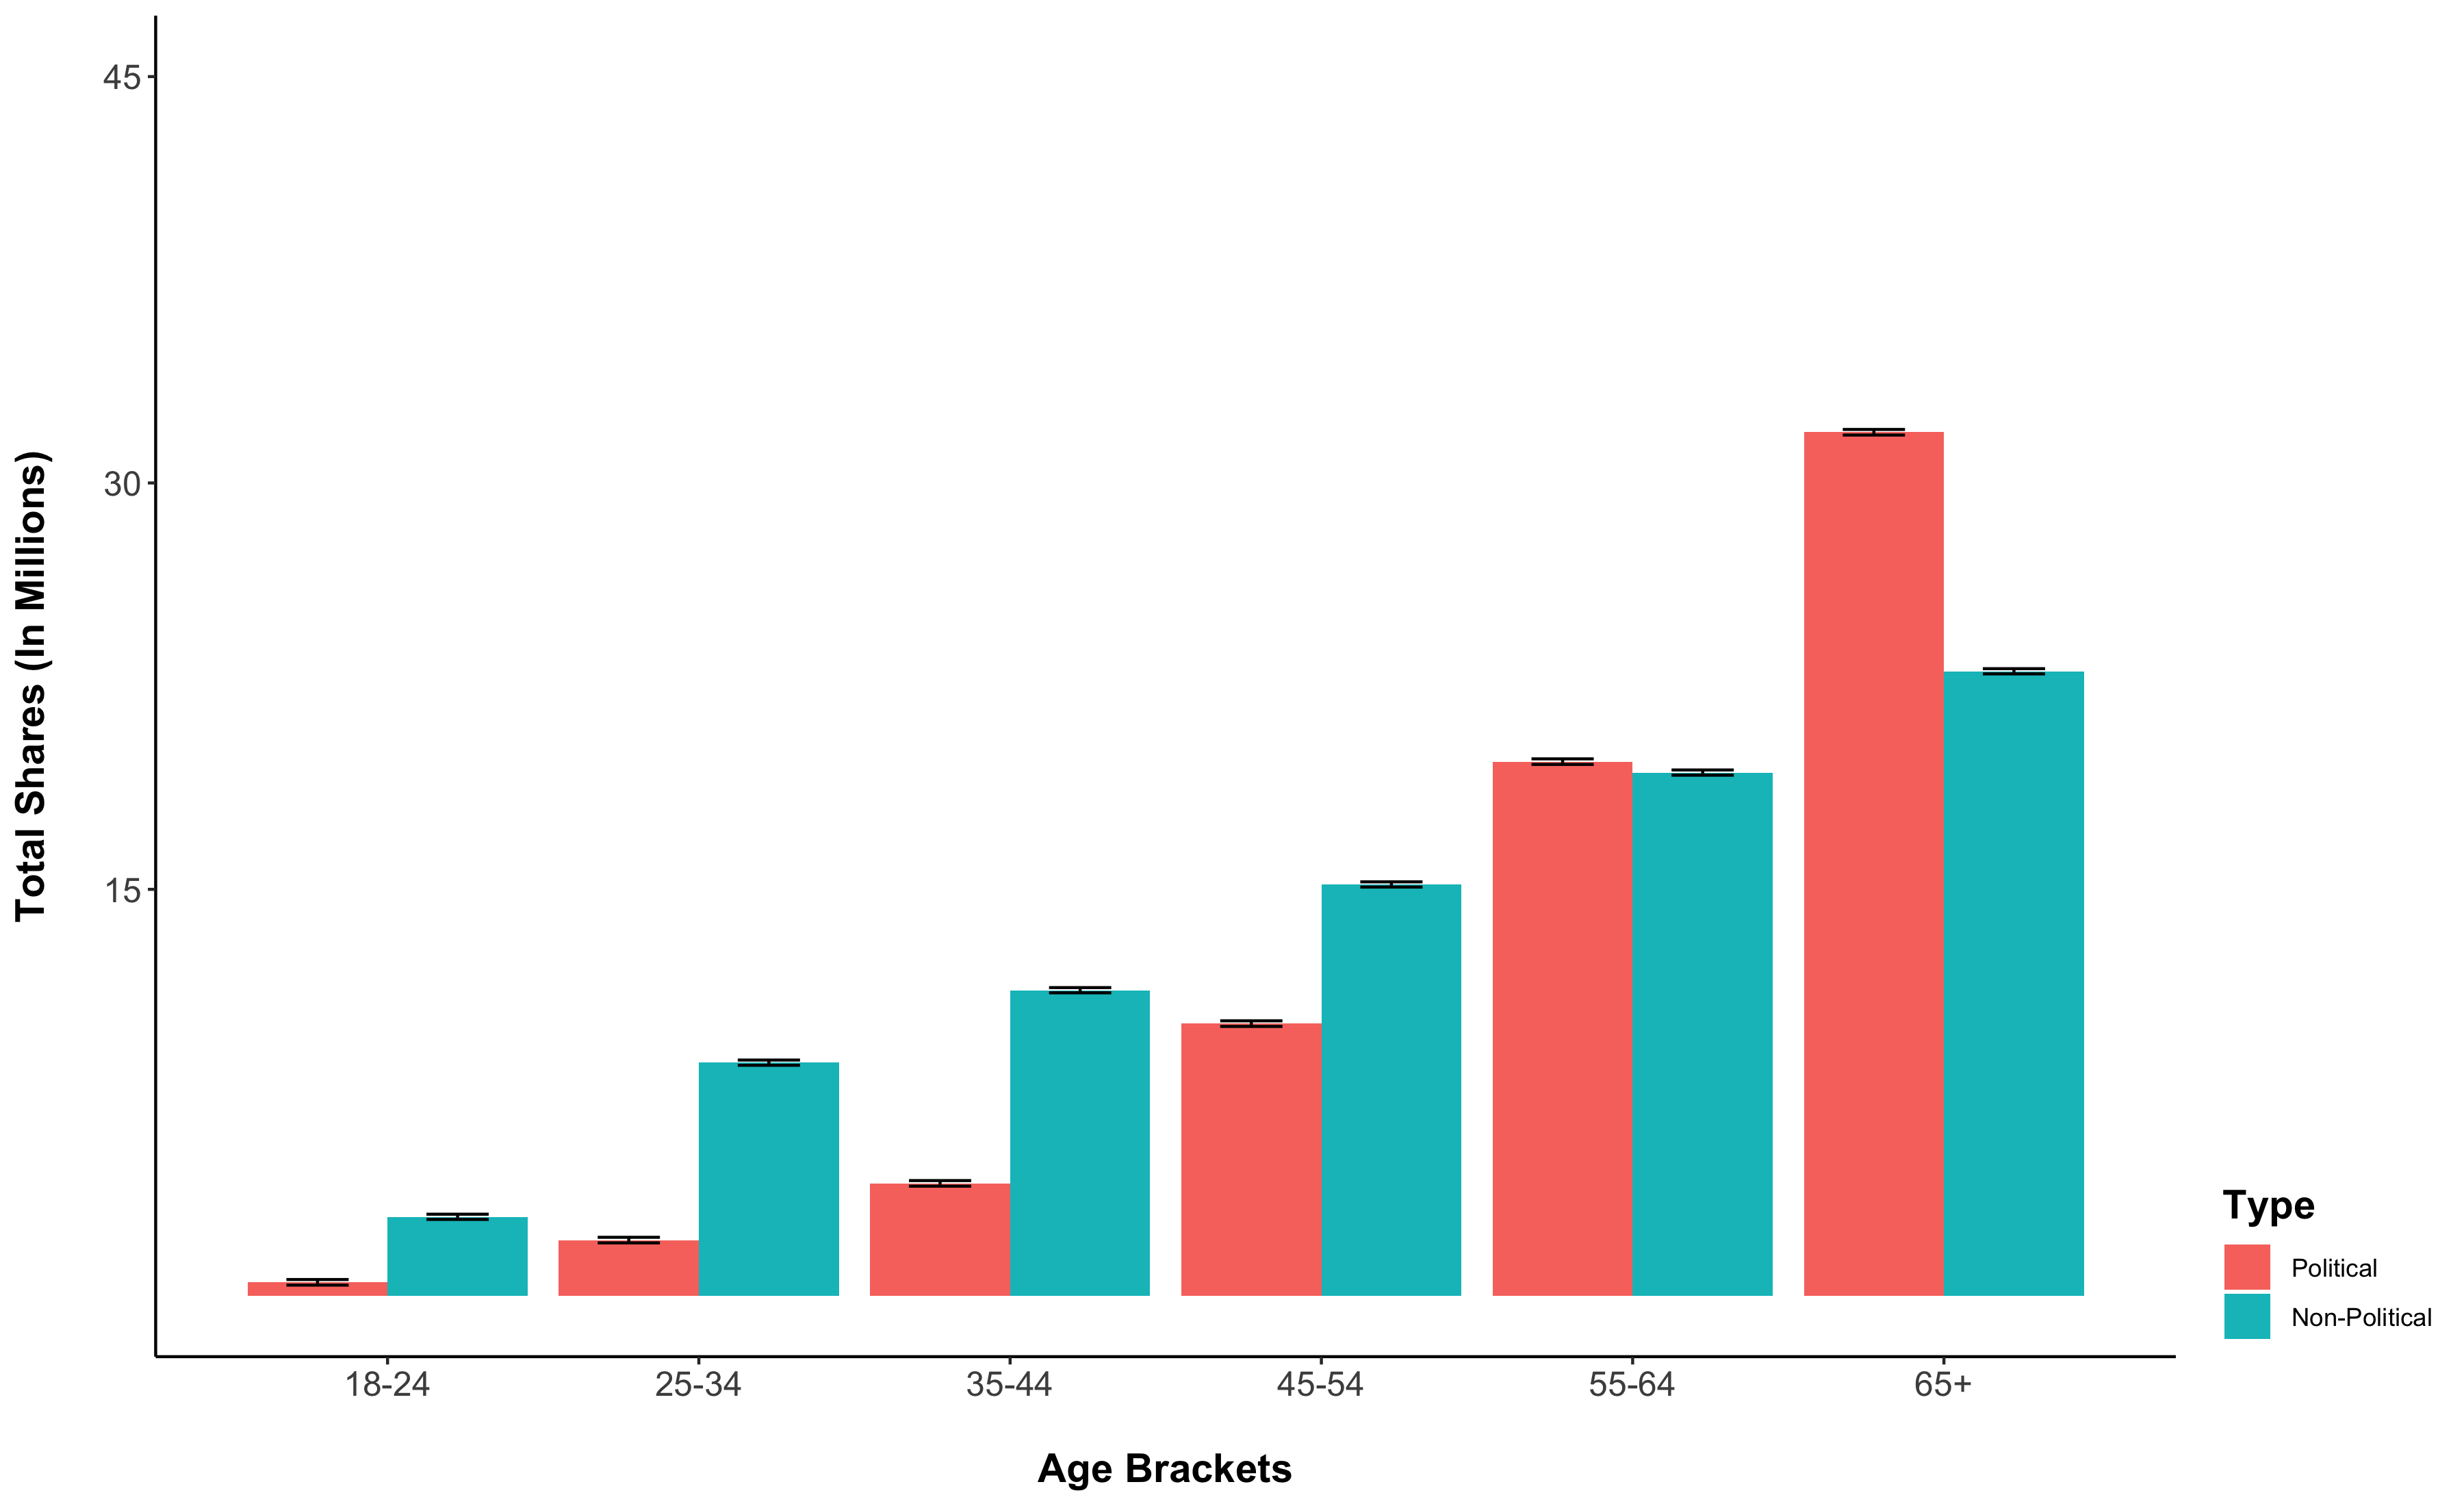 Total Shares (In Millions)
45
30
15
18-24
25-34
35-44
45-54
55-64
65+
Age Brackets
Type
Political
Non-Political